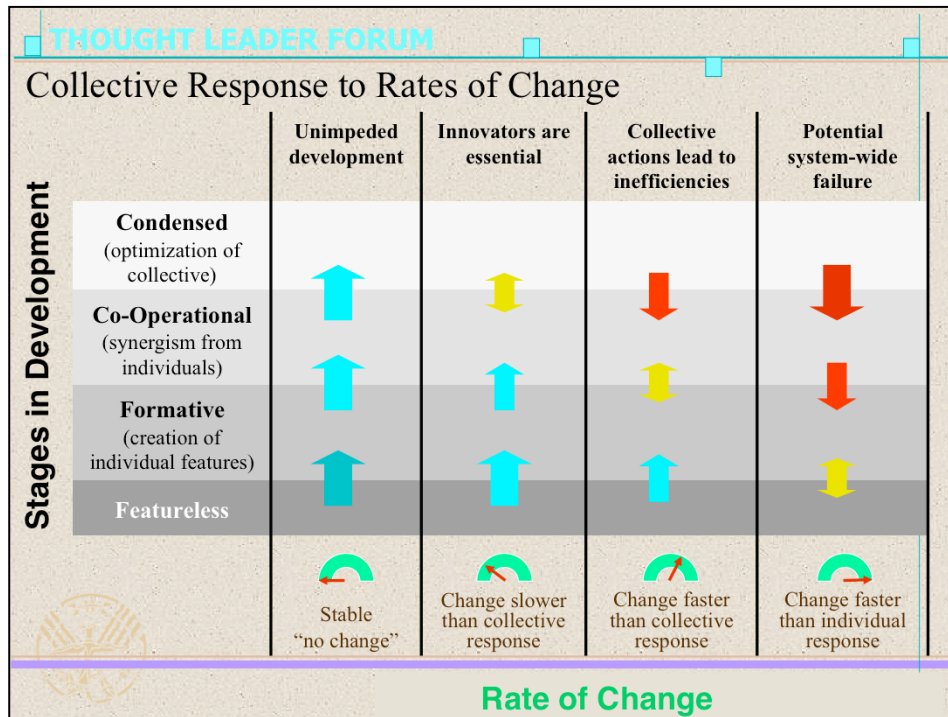 THOUGHT LEADER FORUM
Collective Response to Rates of Change
Unimpeded
development
Innovators are
essential
Collective
actions lead to
inefficiencies
Potential
system-wide
failure
Stages in Development
Condensed
(optimization of
collective)
Co-Operational
(synergism from
individuals)
Formative
(creation of
individual features)
Featureless
Stable
“no change”
Change slower
than collective
response
Change faster
than collective
response
Change faster
than individual
response
Rate of Change